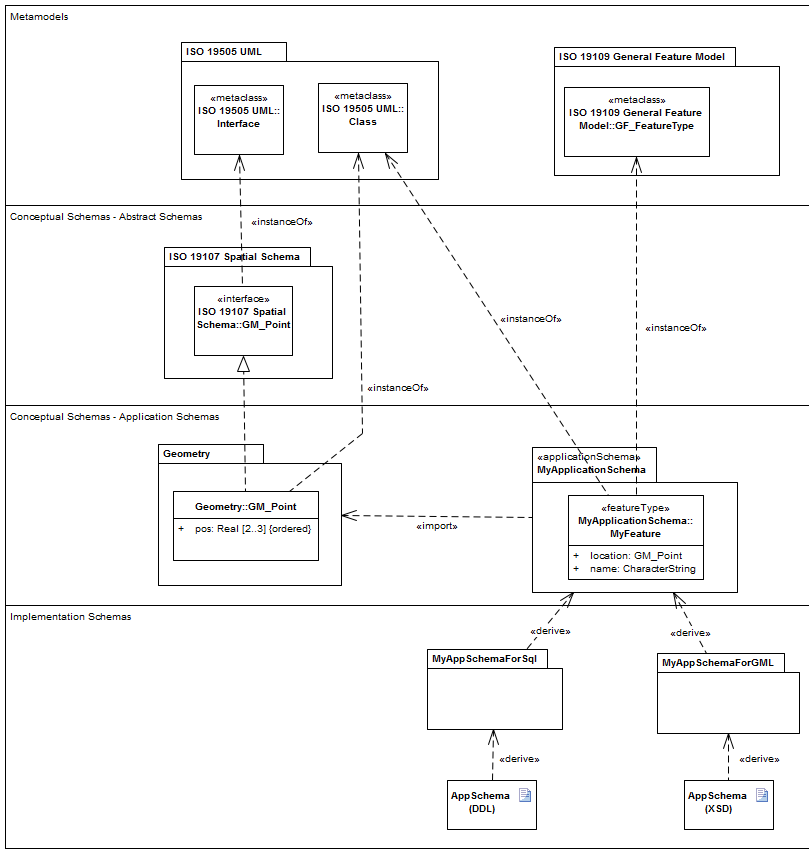 Metamodels
ISO 19505 UML
«metaclass»
ISO 19505 UML::
Interface
«metaclass»
ISO 19505 UML::
Class
ISO 19109 General Feature Model
«metaclass»
ISO 19109 General Feature
Model::GF_FeatureType
Conceptual Schemas - Abstract Schemas
«instanceOf»
ISO 19107 Spatial Schema
«interface»
ISO 19107 Spatial
Schema::GM_Point
«instanceOf»
«instanceOf»
«instanceOf»
Conceptual Schemas - Application Schemas
Geometry
Geometry::GM_Point
+ pos: Real [2..3] {ordered}
«import»
«applicationSchema»
MyApplicationSchema
«featureType»
MyApplicationSchema::
MyFeature
+ location: GM_Point
+ name: CharacterString
Implementation Schemas
«derive»
«derive»
MyAppSchemaForSql
MyAppSchemaForGML
«derive»
«derive»
AppSchema
(DDL)
AppSchema
(XSD)